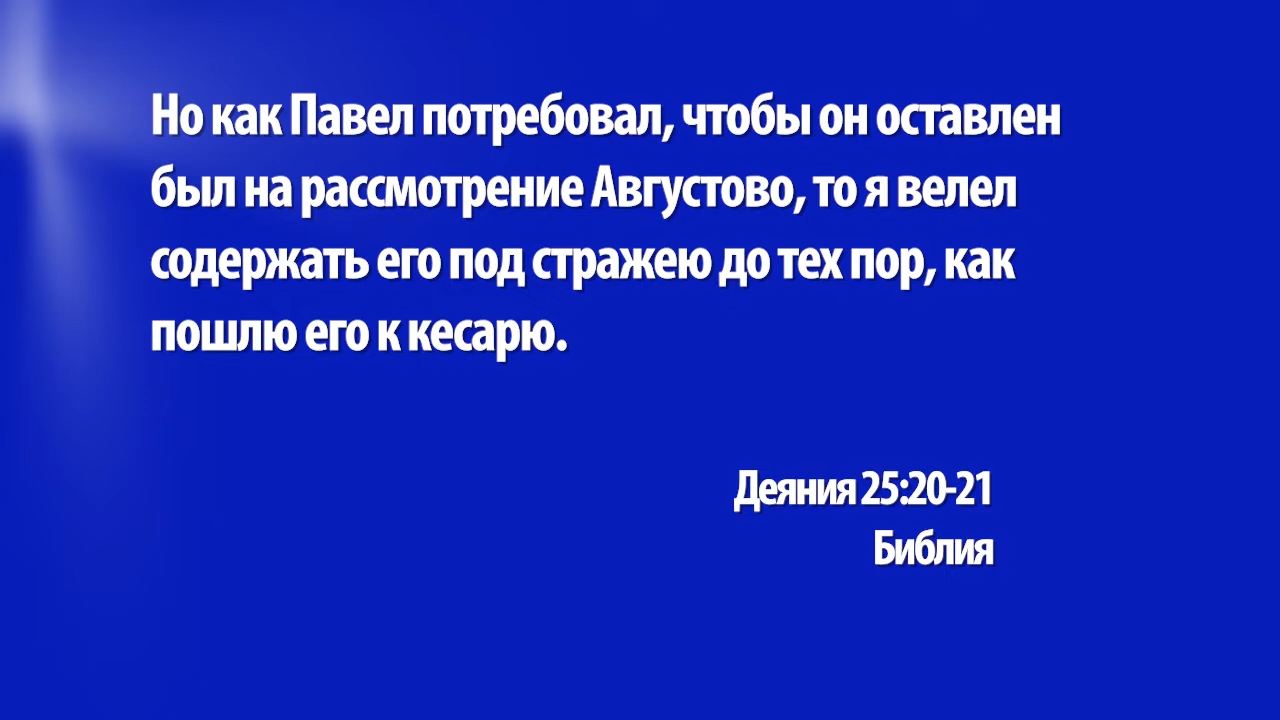 Но как Павел потребовал, чтобы он оставлен
был на рассмотрение Августово, то я велел
содержать его под стражею до тех пор, как
пошлю его к кесарю.
Деяния 25:20-21
Библия